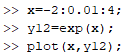 >> x=-2:0.01:4;
>> y12=exp(x);
>> plot(x,y12);